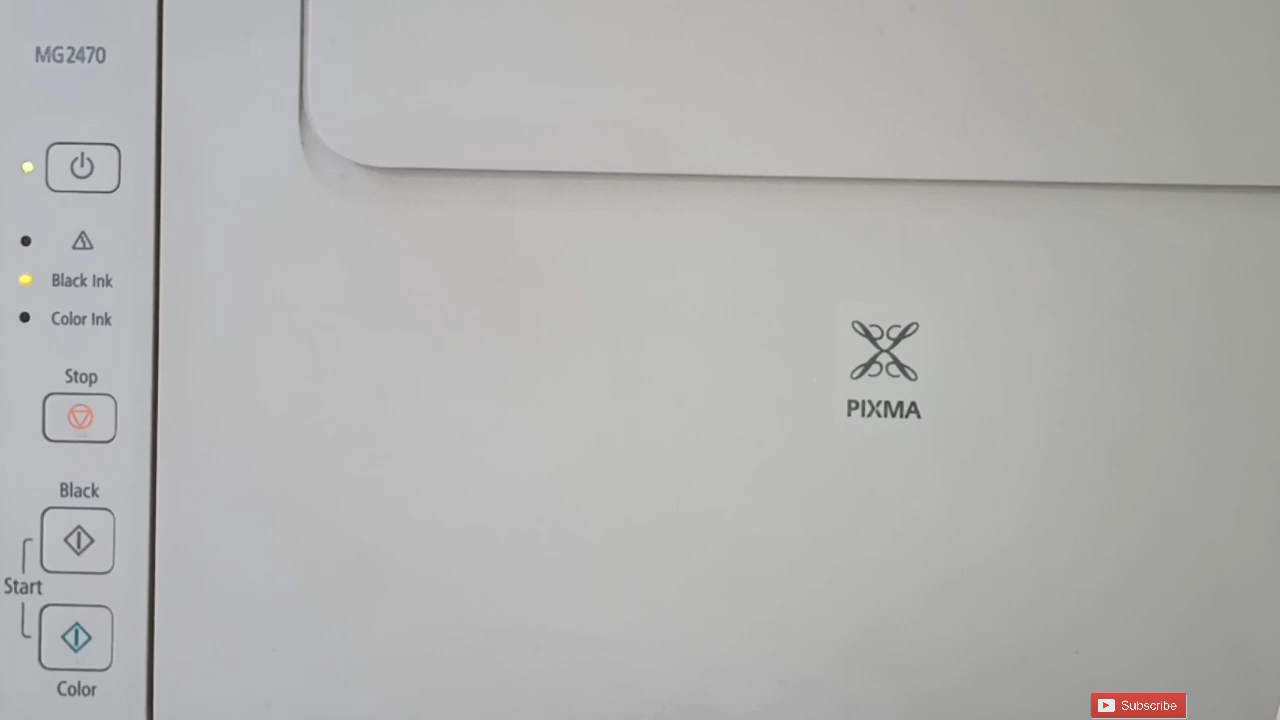 MG2470
Black Ink
Color Ink
Stop
Black
Start
Color
PIXMA
Subscribe